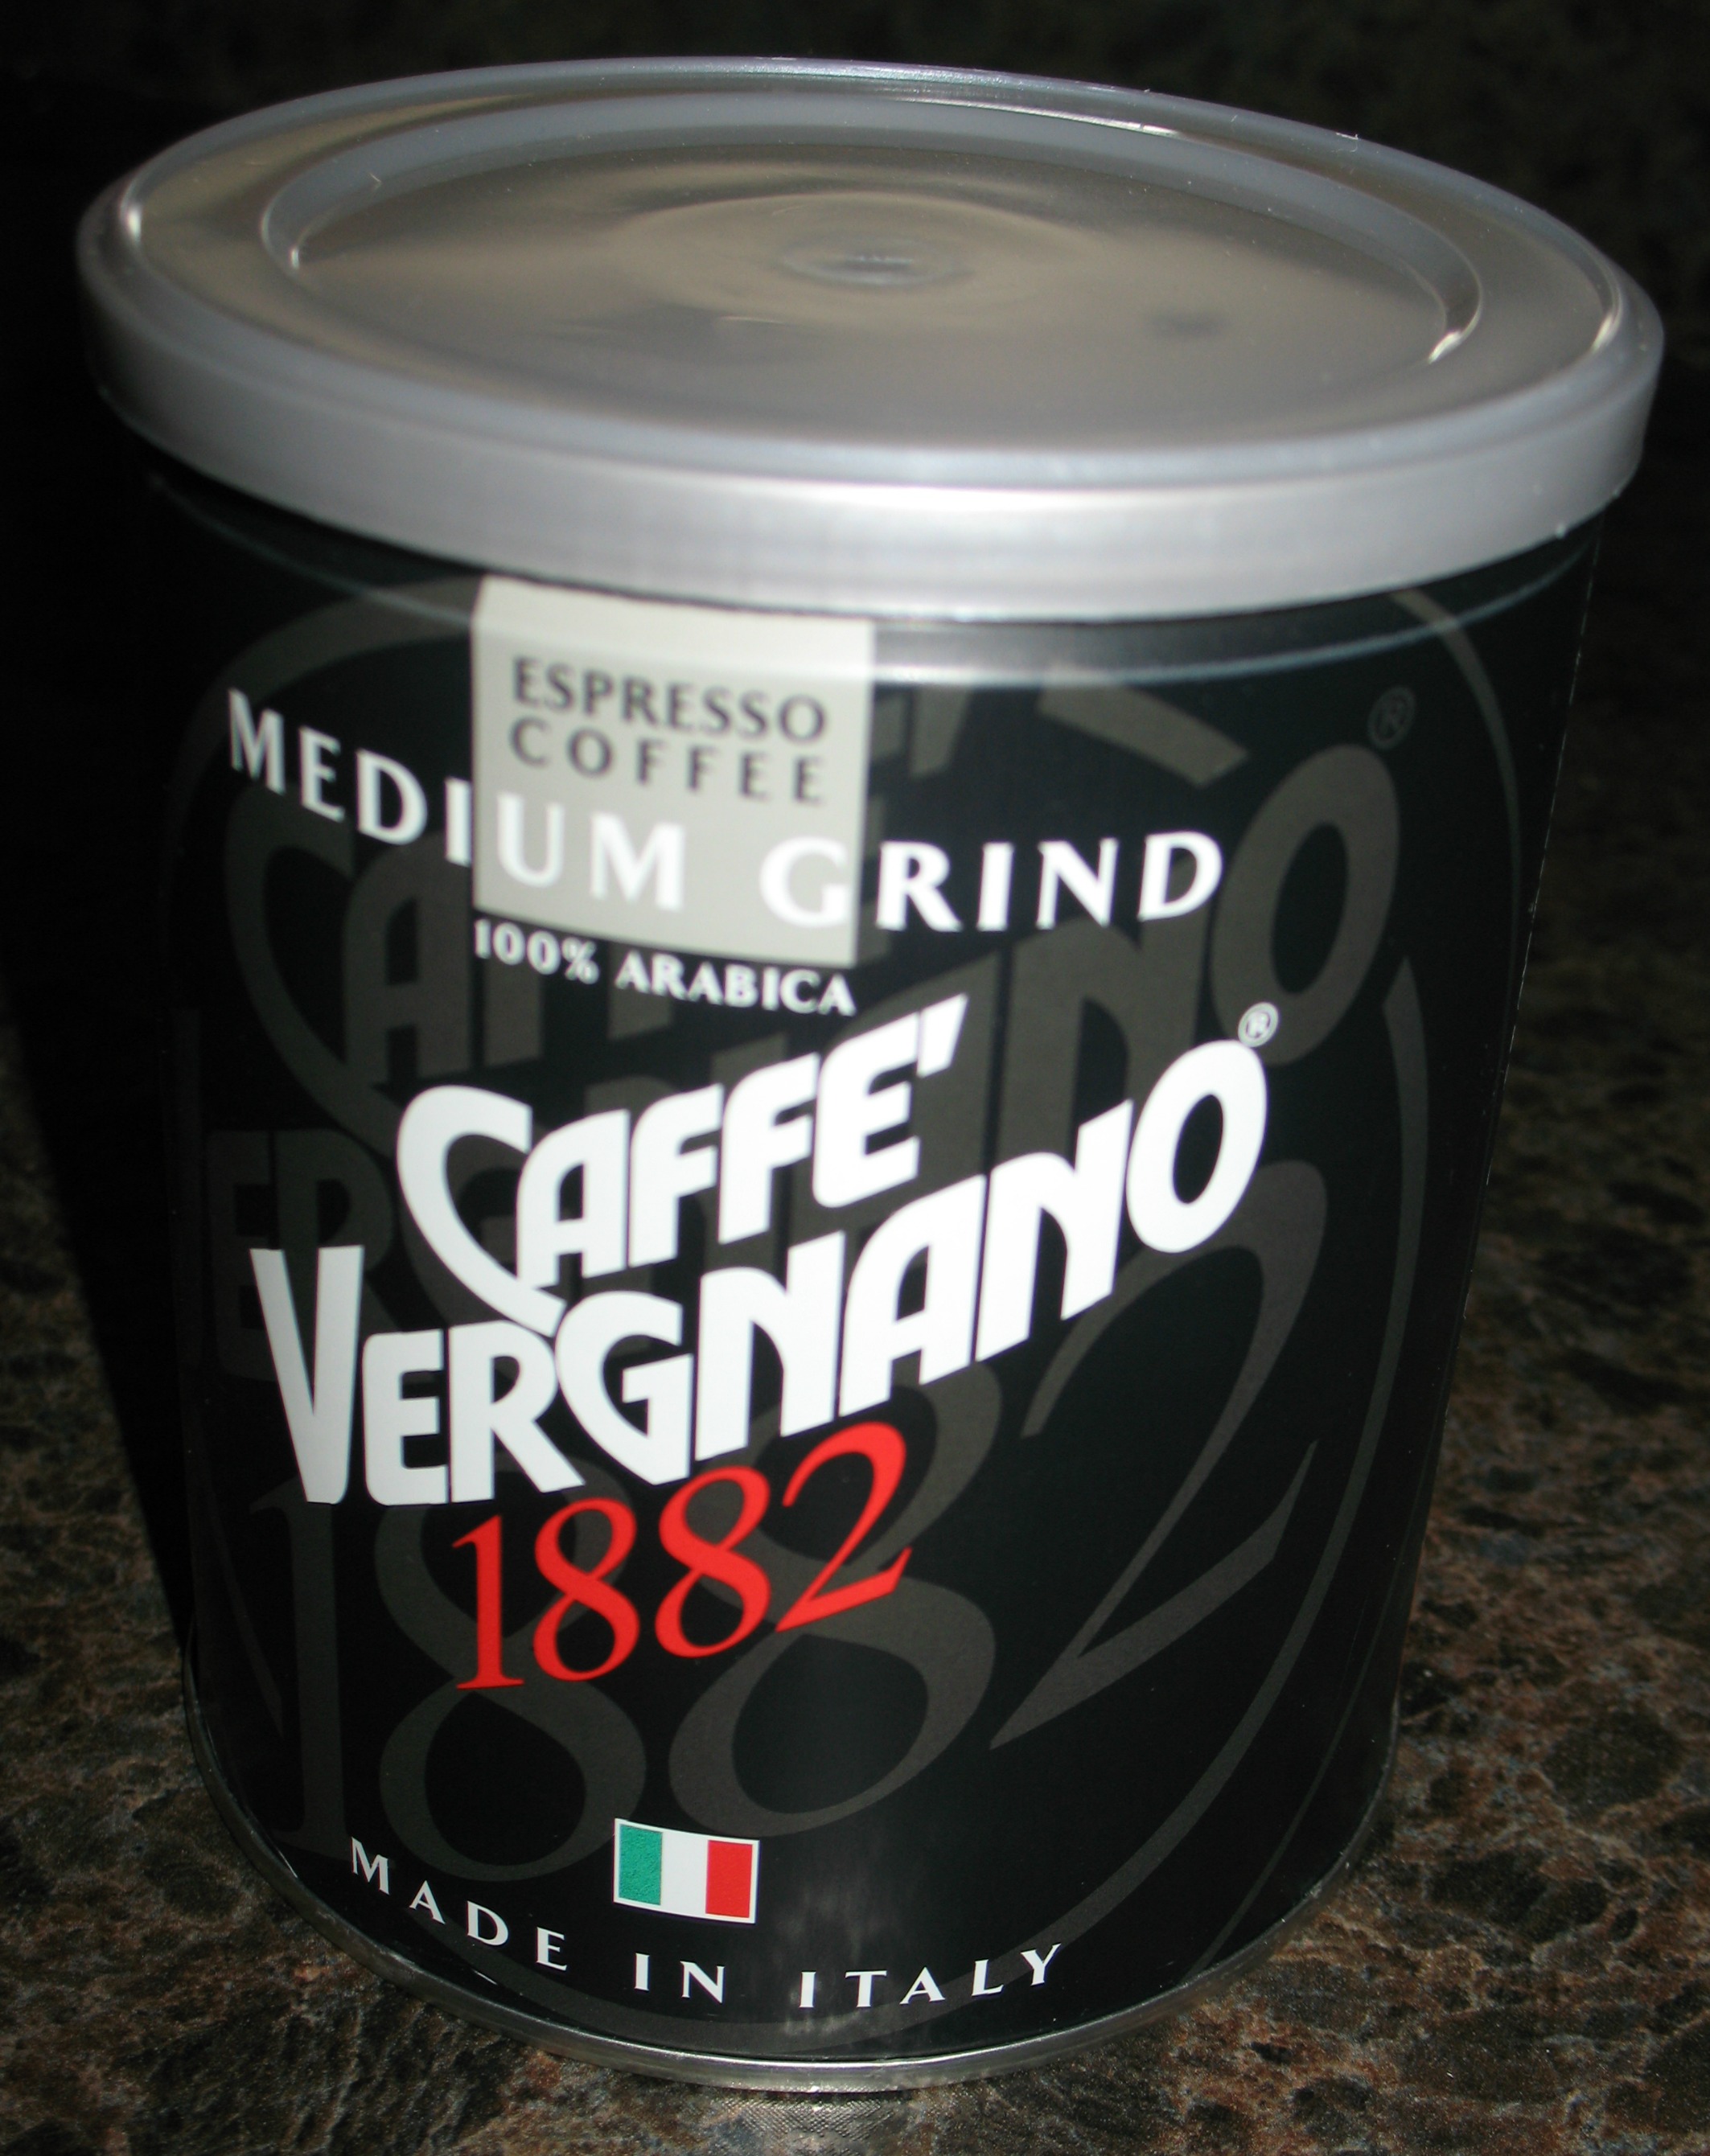 ESPRESSO
COFFEE
MEDIUM GRIND
100% ARABICA
CAFFE'
VERGNANO®
1882
MADE IN ITALY